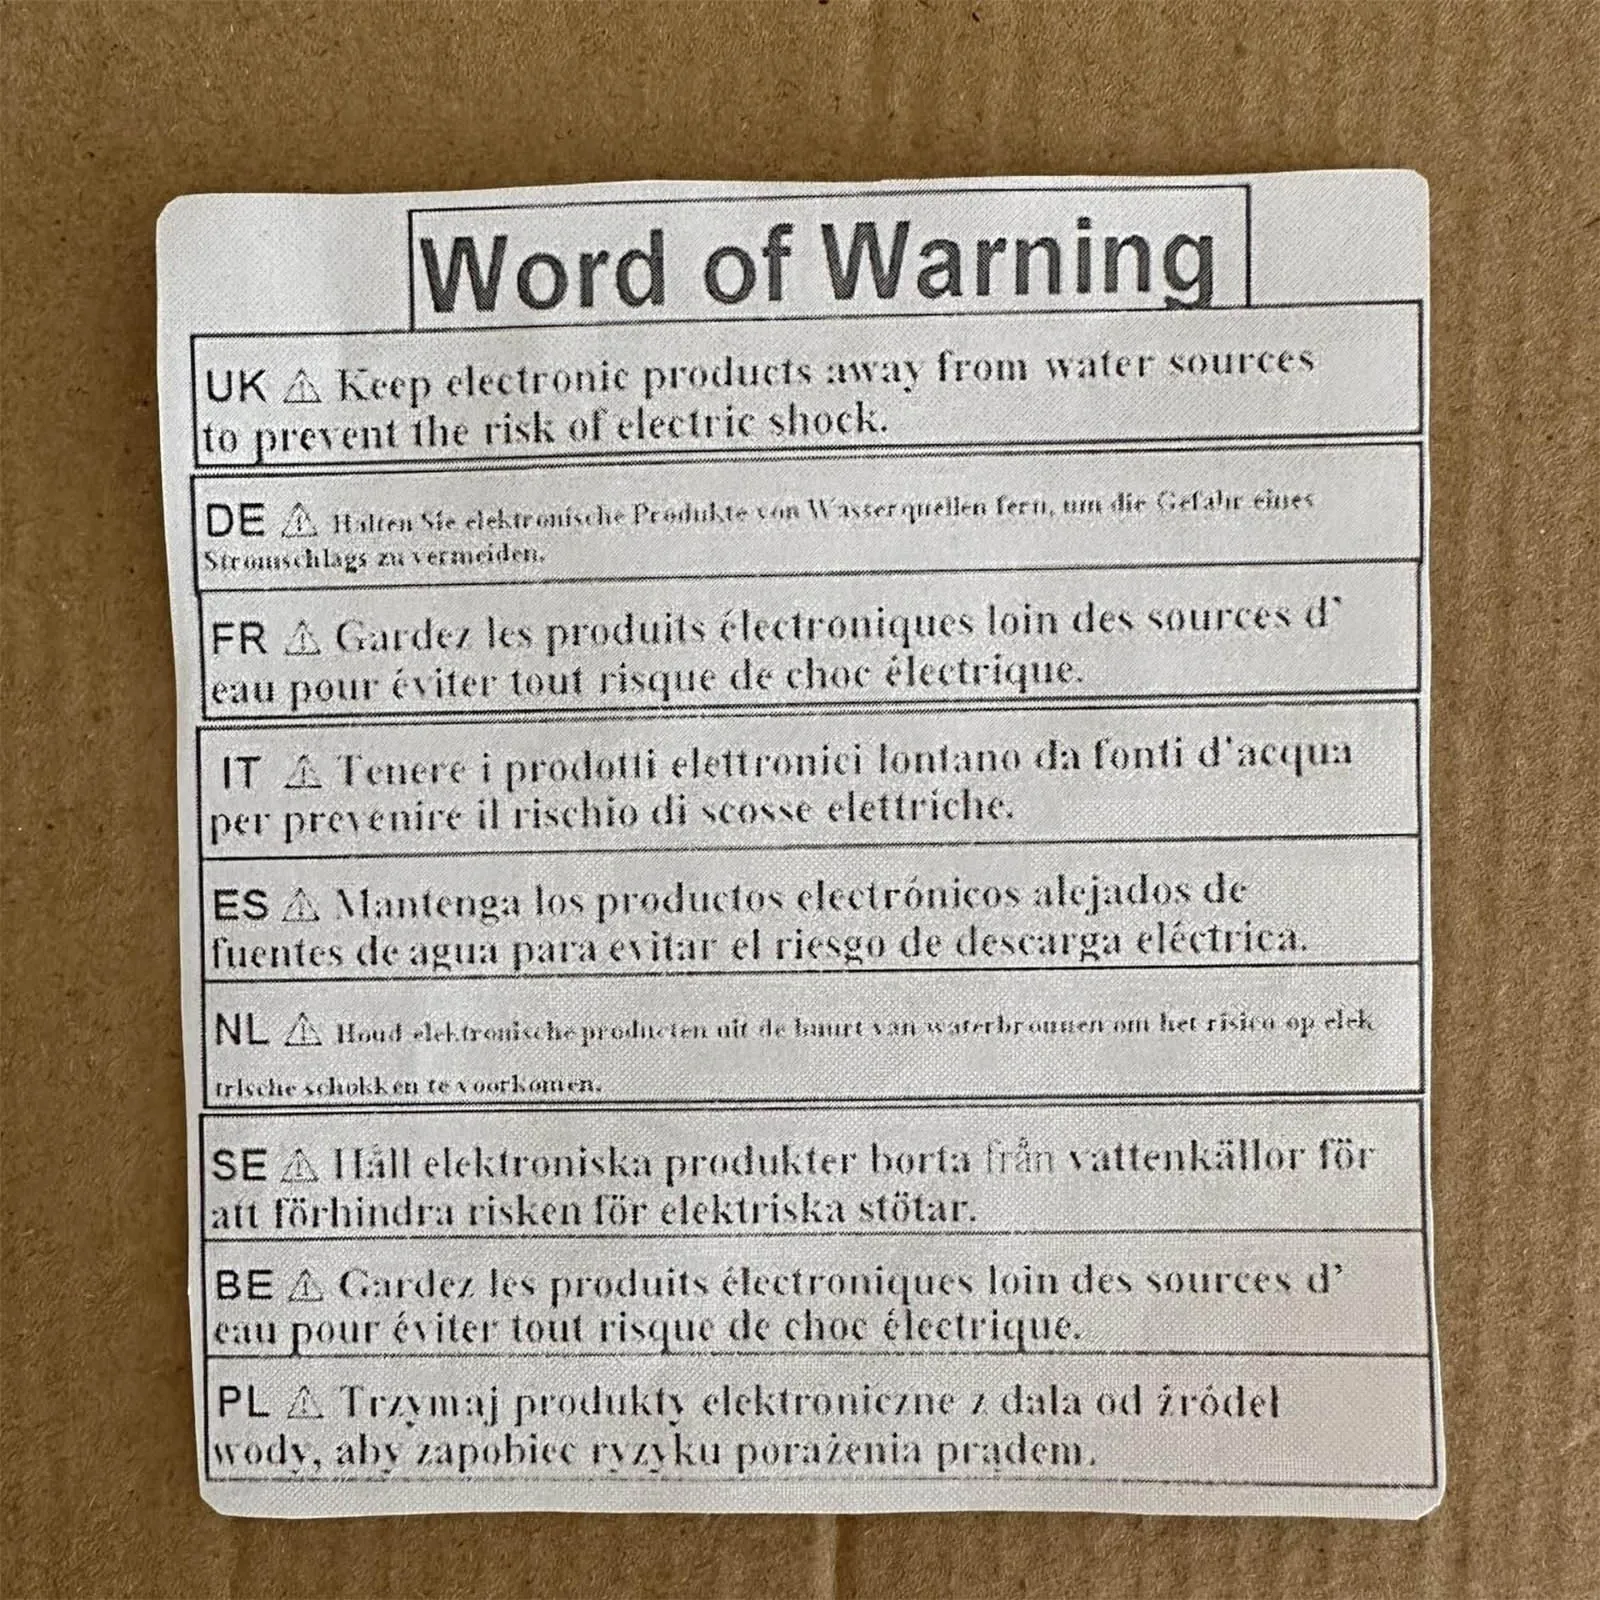 Word of Warning
UK ⚠ Keep electronic products away from water sources
to prevent the risk of electric shock.
DE ⚠ Halten Sie elektronische Produkte von Wasserquellen fern, um die Gefahr eines
Stromschlags zu vermeiden.
FR ⚠ Gardez les produits électroniques loin des sources d’
eau pour éviter tout risque de choc électrique.
IT ⚠ Tenere i prodotti elettronici lontano da fonti d'acqua
per prevenire il rischio di scosse elettriche.
ES ⚠ Mantenga los productos electrónicos alejados de
fuentes de agua para evitar el riesgo de descarga eléctrica.
NL ⚠ Houd elektronische producten uit de buurt van waterbronnen om het risico op elek
trische schokken te voorkomen.
SE ⚠ Håll elektroniska produkter borta från vattenkällor för
att förhindra risken för elektriska stötar.
BE ⚠ Gardez les produits électroniques loin des sources d’
eau pour éviter tout risque de choc électrique.
PL ⚠ Trzymaj produkty elektroniczne z dala od źródeł
wody, aby zapobiec ryzyku porażenia prądem.